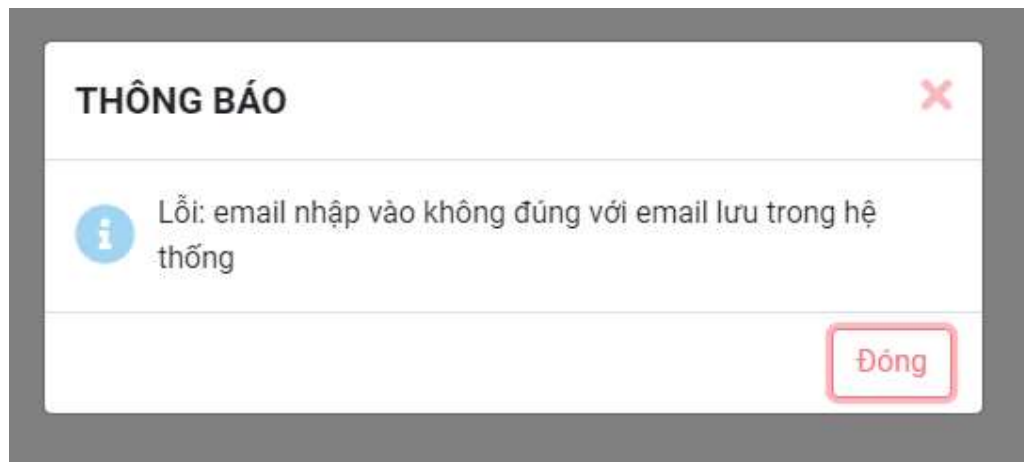 THÔNG BÁO
Lỗi: email nhập vào không đúng với email lưu trong hệ
thống
Đóng